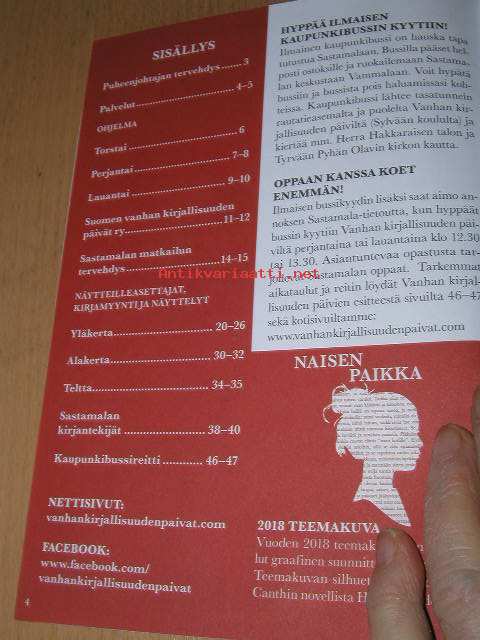 SISÄLLYS
Puheenjohtajan tervehdys ...... 3
Palvelut ...... 4–5
OHJELMA
Torstai ...... 6
Perjantai ...... 7–8
Lauantai ...... 9–10
Suomen vanhan kirjallisuuden
päivät ry ...... 11–12
Sastamalan matkailun
tervehdys ...... 14–15
NÄYTTEILLEASETTAJAT,
KIRJAMYYNTI JA NÄYTTELYT
Yläkerta ...... 20–26
Alakerta ...... 30–32
Teltta ...... 34–35
Sastamalan
kirjantekijät ...... 38–40
Kaupunkibussireitti ...... 46–47
NETTISIVUT:
vanhankirjallisuudenpaivat.com
FACEBOOK:
www.facebook.com/
vanhankirjallisuudenpaivat
4
HYPPÄÄ ILMAISEN
KAUPUNKIBUSSIN KYYTIIN!
Ilmainen kaupunkibussi on hauska tapa
tutustua Sastamalaan. Bussilla pääset hel-
posti ostoksille ja ruokailemaan Sastama-
lan keskustaan Vammalaan. Voit hypätä
bussiin ja bussista pois haluamissasi koh-
teissa. Kaupunkibussi lähtee tasatunnein
rautatieasemalta ja puolelta Vanhan kir-
jallisuuden päiviltä (Sylvään koululta) ja
kiertää mm. Herra Hakkaraisen talon ja
Tyrvään Pyhän Olavin kirkon kautta.
OPPAAN KANSSA KOET
ENEMMÄN!
Ilmaisen bussikyydin lisäksi saat aimo an-
noksen Sastamala-tietoutta, kun hyppäät
bussin kyytiin Vanhan kirjallisuuden päi-
viltä perjantaina tai lauantaina klo 12.30
tai 13.30. Asiantuntevaa opastusta tar-
joilevat Sastamalan oppaat. Tarkemmat
aikataulut ja reitin löydät Vanhan kirjal-
lisuuden päivien esitteestä sivuilta 46–47
sekä kotisivuiltamme:
www.vanhankirjallisuudenpaivat.com
Antikvariaatti.net
NAISEN
PAIKKA
2018 TEEMAKUVA
Vuoden 2018 teemak
lut graafinen suunnitt
Teemakuvan silhuet
Canthin novellista H